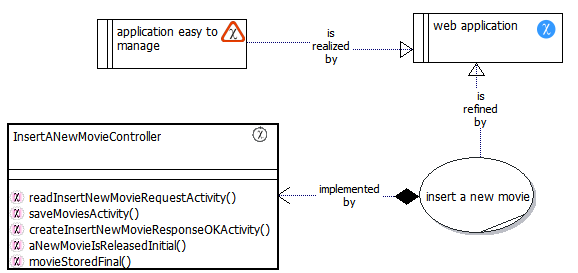 application easy to
manage
is
realized
by
web application
is
refined
by
InsertANewMovieController
readInsertNewMovieRequestActivity()
saveMoviesActivity()
createInsertNewMovieResponseOKActivity()
aNewMovieIsReleasedInitial()
movieStoredFinal()
implemented
by
insert a new movie